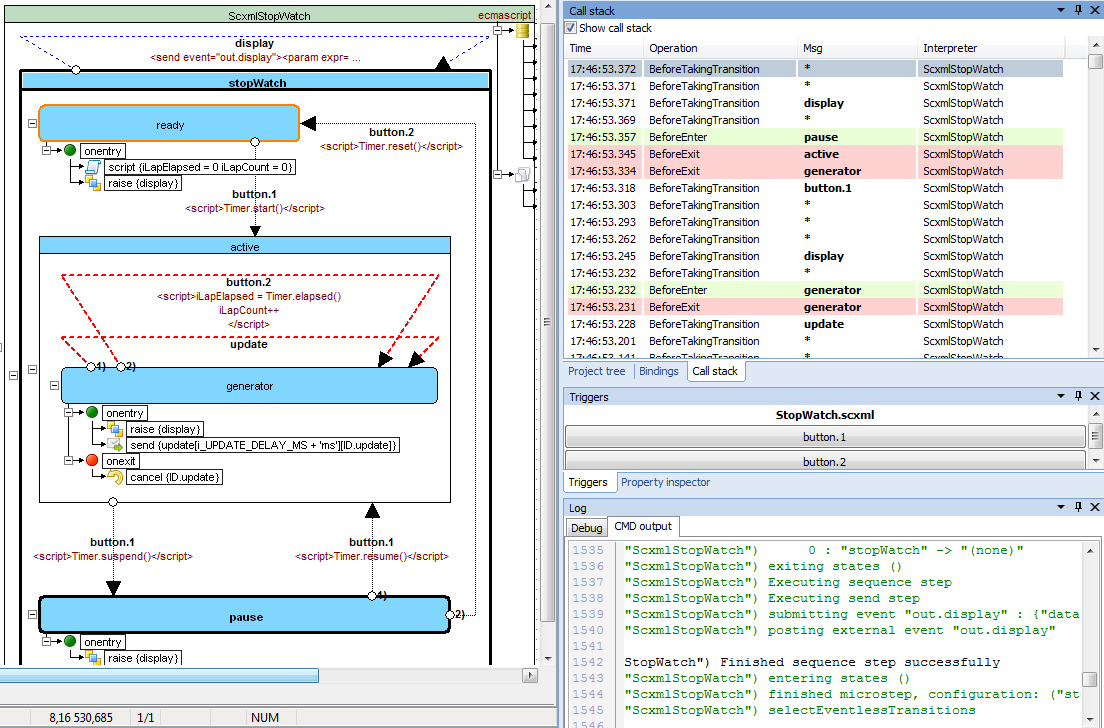 ScxmlStopWatch
ecmascript
display
<send event="out.display"><param expr= ...
stopWatch
ready
button.2
<script>Timer.reset()</script>
onentry
script {iLapElapsed = 0 iLapCount = 0}
raise {display}
button.1
<script>Timer.start()</script>
active
button.2
<script>iLapElapsed = Timer.elapsed()
iLapCount++
</script>
update
1) 2)
generator
onentry
raise {display}
send {update[i_UPDATE_DELAY_MS + 'ms'][ID.update]}
onexit
cancel {ID.update}
button.1
<script>Timer.suspend()</script>
button.1
<script>Timer.resume()</script>
1)
pause
2)
onentry
raise {display}
8,16 530,685 1/1 NUM
Call stack
Show call stack
Time Operation Msg Interpreter
17:46:53.372 BeforeTakingTransition * ScxmlStopWatch
17:46:53.371 BeforeTakingTransition * ScxmlStopWatch
17:46:53.371 BeforeTakingTransition display ScxmlStopWatch
17:46:53.369 BeforeTakingTransition * ScxmlStopWatch
17:46:53.357 BeforeEnter pause ScxmlStopWatch
17:46:53.345 BeforeExit active ScxmlStopWatch
17:46:53.334 BeforeExit generator ScxmlStopWatch
17:46:53.318 BeforeTakingTransition button.1 ScxmlStopWatch
17:46:53.303 BeforeTakingTransition * ScxmlStopWatch
17:46:53.293 BeforeTakingTransition * ScxmlStopWatch
17:46:53.262 BeforeTakingTransition * ScxmlStopWatch
17:46:53.245 BeforeTakingTransition display ScxmlStopWatch
17:46:53.232 BeforeTakingTransition * ScxmlStopWatch
17:46:53.232 BeforeEnter generator ScxmlStopWatch
17:46:53.231 BeforeExit generator ScxmlStopWatch
17:46:53.228 BeforeTakingTransition update ScxmlStopWatch
17:46:53.201 BeforeTakingTransition * ScxmlStopWatch
17:46:53.141 BeforeTakingTransition * ScxmlStopWatch
Project tree Bindings Call stack
Triggers
StopWatch.scxml
button.1
button.2
Triggers Property inspector
Log
Debug CMD output
1535 "ScxmlStopWatch") 0 : "stopWatch" -> "(none)"
1536 "ScxmlStopWatch") exiting states ()
1537 "ScxmlStopWatch") Executing sequence step
1538 "ScxmlStopWatch") Executing send step
1539 "ScxmlStopWatch") submitting event "out.display" : {"data
1540 "ScxmlStopWatch") posting external event "out.display"
1541
1542 StopWatch") Finished sequence step successfully
1543 "ScxmlStopWatch") entering states ()
1544 "ScxmlStopWatch") finished microstep, configuration: ("st
1545 "ScxmlStopWatch") selectEventlessTransitions
1546